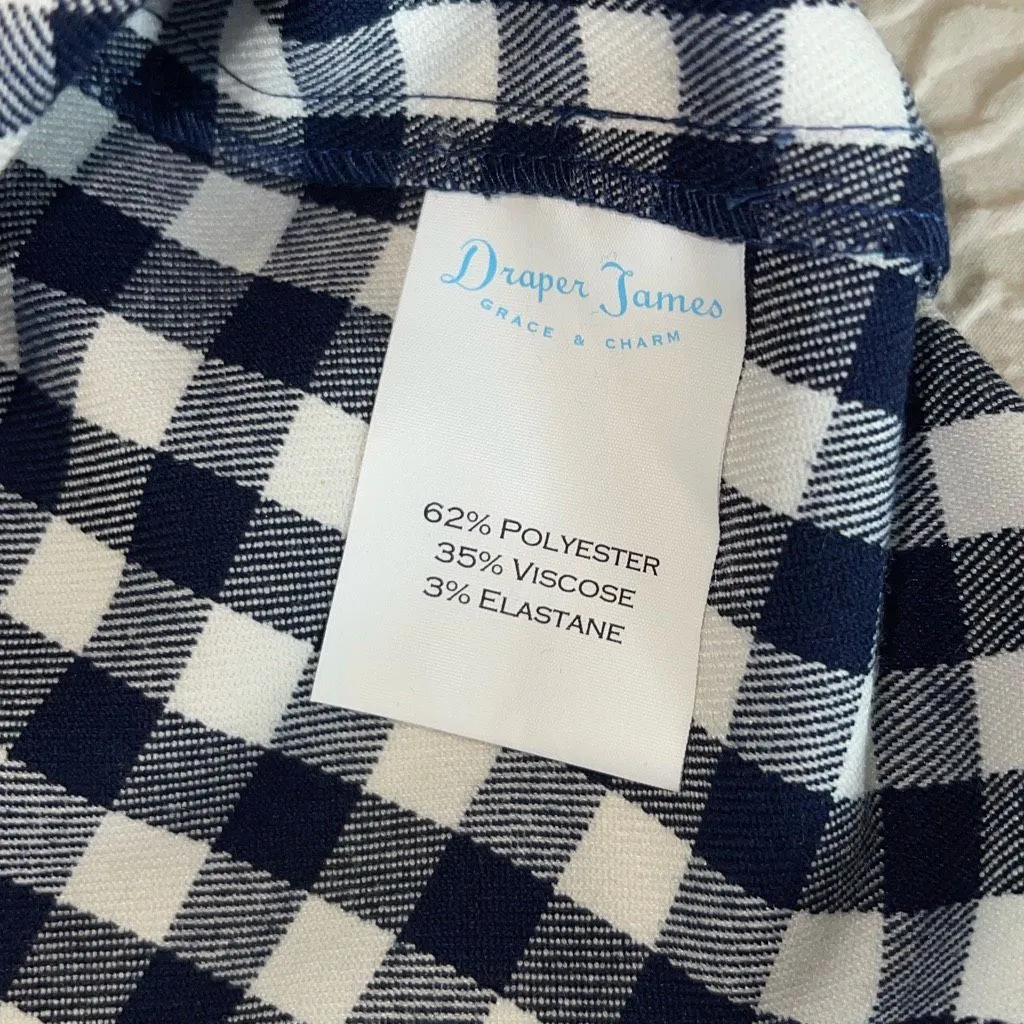 Draper James
GRACE & CHARM
62% POLYESTER
35% VISCOSE
3% ELASTANE